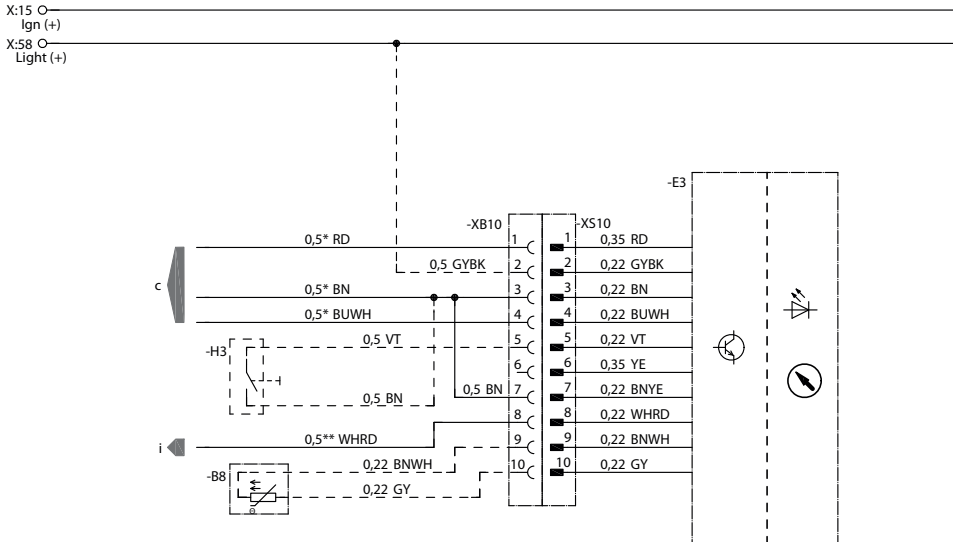 X:15
Ign (+)
X:58
Light (+)
-E3
-XB10
-XS10
0,5* RD
1
1
0,35 RD
0,5 GYBK
2
2
0,22 GYBK
c
0,5* BN
3
3
0,22 BN
0,5* BUWH
4
4
0,22 BUWH
-H3
0,5 VT
5
5
0,22 VT
6
6
0,35 YE
0,5 BN
0,5 BN
7
7
0,22 BNYE
8
8
0,22 WHRD
i
0,5** WHRD
9
9
0,22 BNWH
-B8
0,22 BNWH
10
10
0,22 GY
0,22 GY